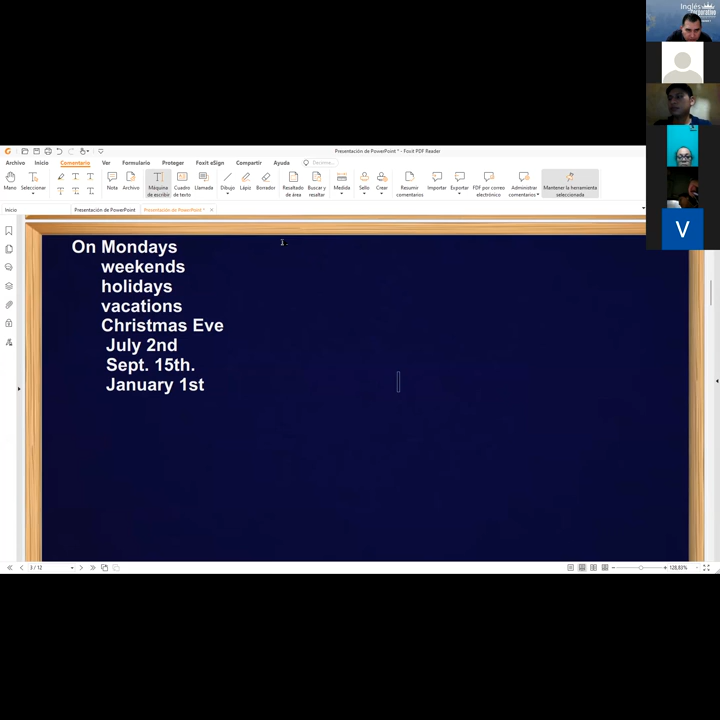 Inglés
Corporativo
Presentación de PowerPoint * - Foxit PDF Reader
Archivo Inicio Comentario Ver Formulario Proteger Foxit eSign Compartir Ayuda
Mano Seleccionar Nota Archivo Máquina de escribir Cuadro de texto Llamada Dibujo Lápiz Borrador Resaltado de área Buscar y resaltar Medida Sello Crear Resumir comentarios Importar Exportar FDF por correo electrónico Administrar comentarios Mantener la herramienta seleccionada
Inicio Presentación de PowerPoint Presentación de PowerPoint * ×
V
On Mondays
weekends
holidays
vacations
Christmas Eve
July 2nd
Sept. 15th.
January 1st
3 / 12
128,83%